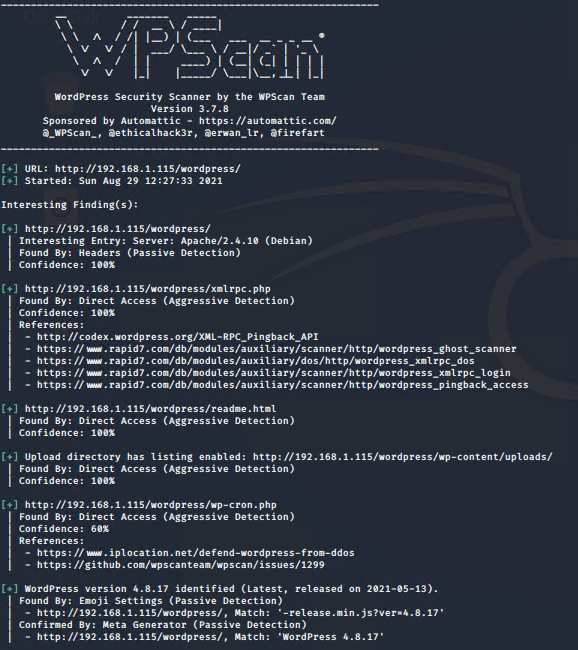 WPScan ®
WordPress Security Scanner by the WPScan Team
Version 3.7.8
Sponsored by Automattic - https://automattic.com/
@_WPScan_, @ethicalhack3r, @erwan_lr, @firefart
[+] URL: http://192.168.1.115/wordpress/
[+] Started: Sun Aug 29 12:27:33 2021
Interesting Finding(s):
[+] http://192.168.1.115/wordpress/
| Interesting Entry: Server: Apache/2.4.10 (Debian)
| Found By: Headers (Passive Detection)
| Confidence: 100%
[+] http://192.168.1.115/wordpress/xmlrpc.php
| Found By: Direct Access (Aggressive Detection)
| Confidence: 100%
| References:
|  - http://codex.wordpress.org/XML-RPC_Pingback_API
|  - https://www.rapid7.com/db/modules/auxiliary/scanner/http/wordpress_ghost_scanner
|  - https://www.rapid7.com/db/modules/auxiliary/dos/http/wordpress_xmlrpc_dos
|  - https://www.rapid7.com/db/modules/auxiliary/scanner/http/wordpress_xmlrpc_login
|  - https://www.rapid7.com/db/modules/auxiliary/scanner/http/wordpress_pingback_access
[+] http://192.168.1.115/wordpress/readme.html
| Found By: Direct Access (Aggressive Detection)
| Confidence: 100%
[+] Upload directory has listing enabled: http://192.168.1.115/wordpress/wp-content/uploads/
| Found By: Direct Access (Aggressive Detection)
| Confidence: 100%
[+] http://192.168.1.115/wordpress/wp-cron.php
| Found By: Direct Access (Aggressive Detection)
| Confidence: 60%
| References:
|  - https://www.iplocation.net/defend-wordpress-from-ddos
|  - https://github.com/wpscanteam/wpscan/issues/1299
[+] WordPress version 4.8.17 identified (Latest, released on 2021-05-13).
| Found By: Emoji Settings (Passive Detection)
|  - http://192.168.1.115/wordpress/, Match: '-release.min.js?ver=4.8.17'
| Confirmed By: Meta Generator (Passive Detection)
|  - http://192.168.1.115/wordpress/, Match: 'WordPress 4.8.17'